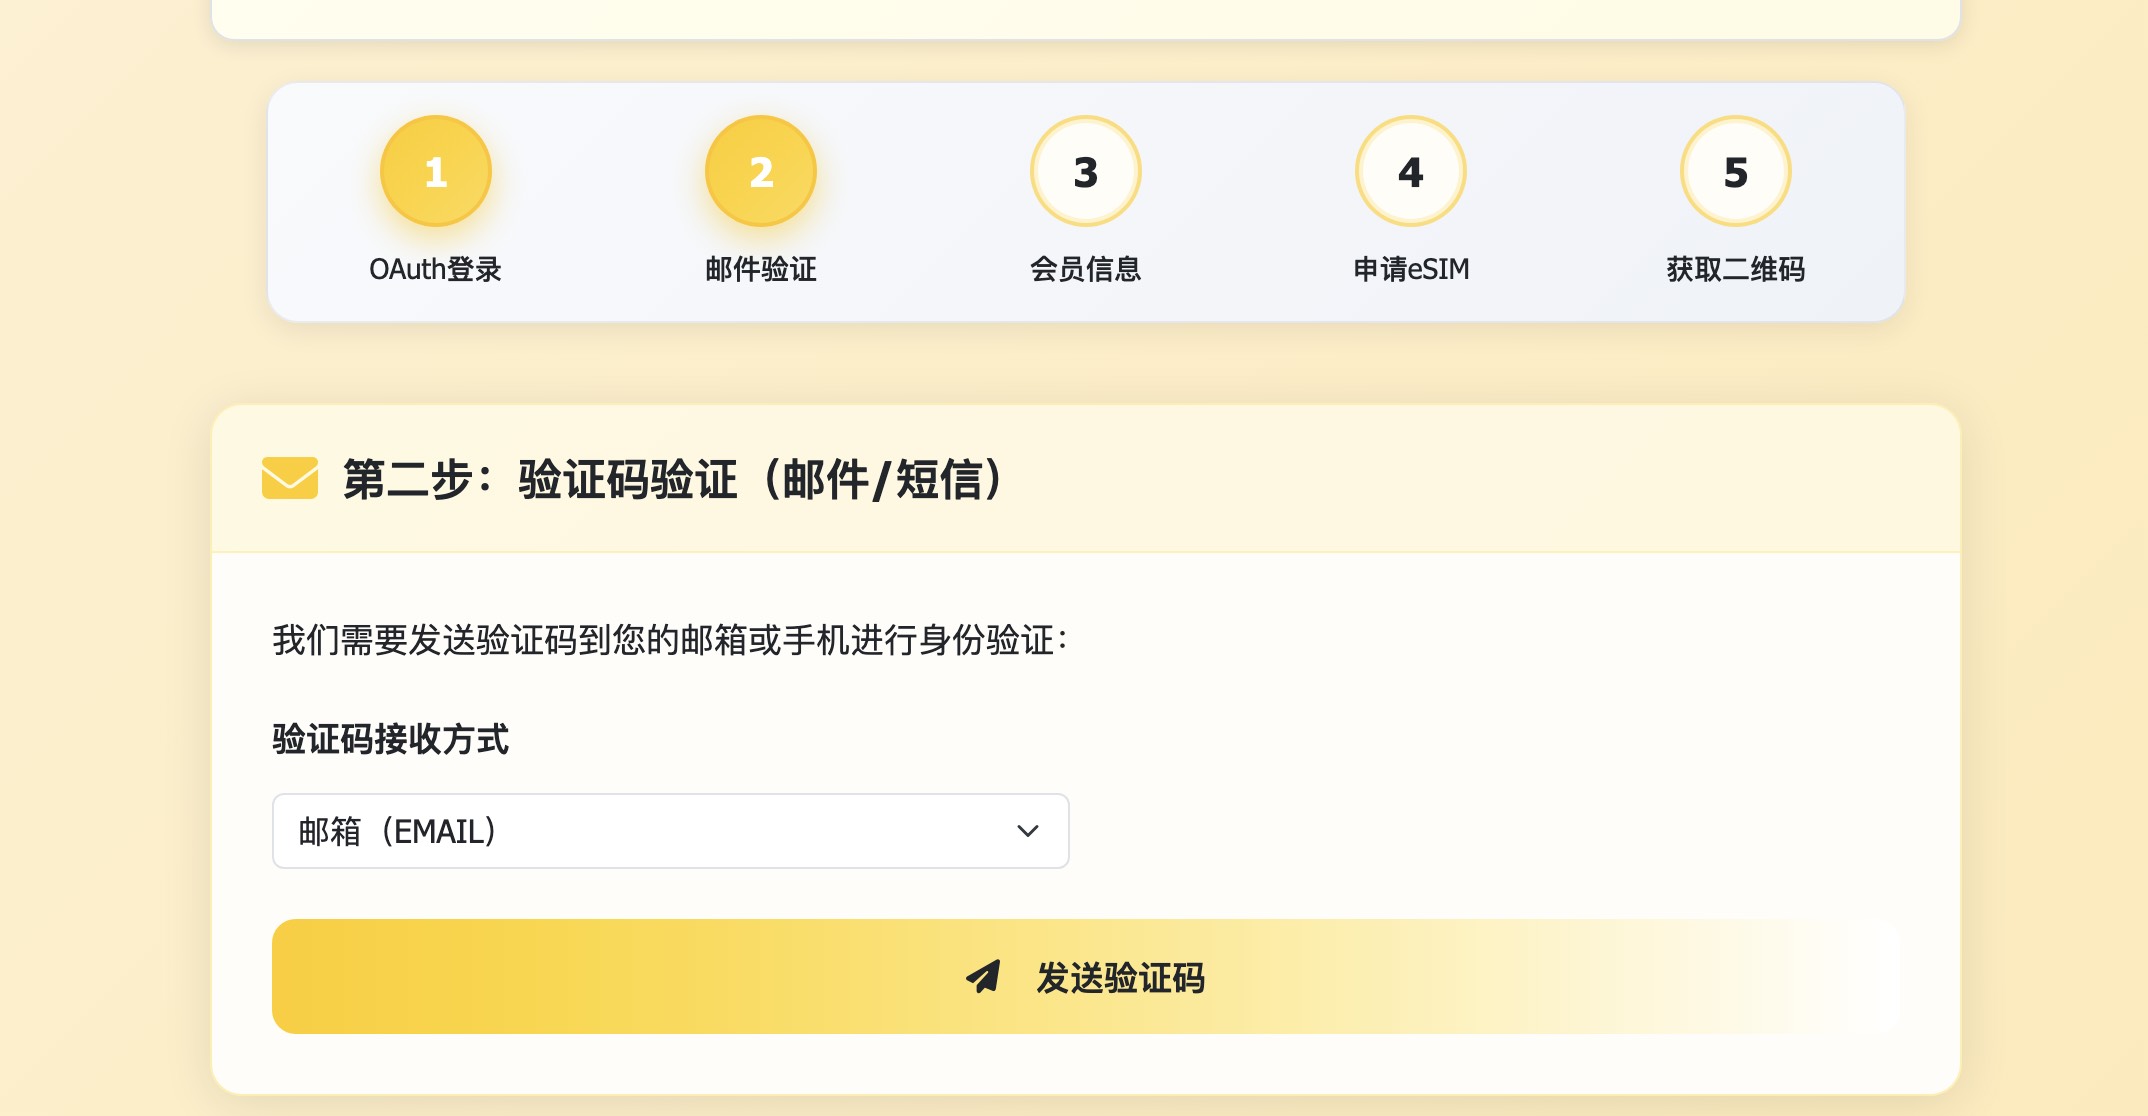 1 2 3 4 5
OAuth登录 邮件验证 会员信息 申请eSIM 获取二维码
第二步：验证码验证（邮件/短信）
我们需要发送验证码到您的邮箱或手机进行身份验证：
验证码接收方式
邮箱（EMAIL）
发送验证码